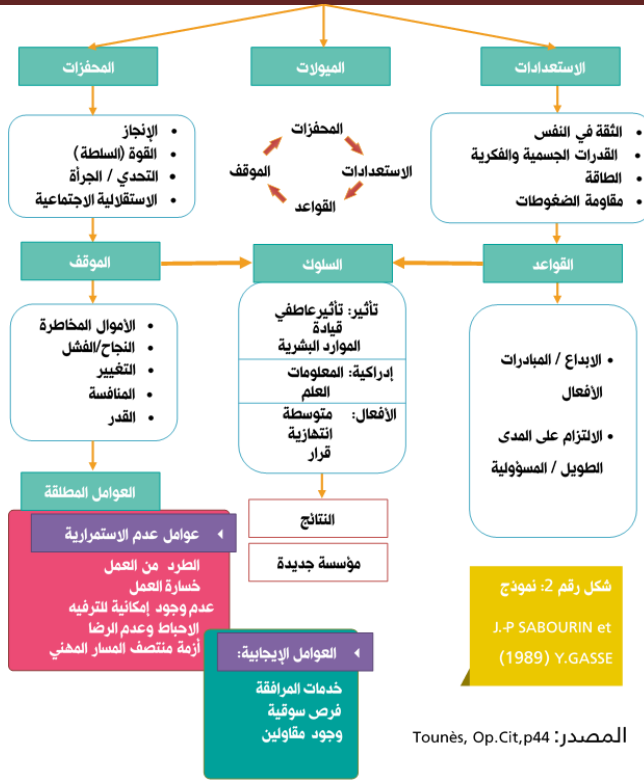 المحفزات
الميولات
الاستعدادات
• الإنجاز
• القوة (السلطة)
• التحدي / الجرأة
• الاستقلالية الاجتماعية
المحفزات
الاستعدادات
القواعد
الموقف
• الثقة في النفس
• القدرات الجسمية والفكرية
• الطاقة
• مقاومة الضغوطات
الموقف
السلوك
القواعد
• الأموال المخاطرة
• النجاح/الفشل
• التغيير
• المنافسة
• القدر
تأثير: تأثيرعاطفي
قيادة
الموارد البشرية
إدراكية: المعلومات
العلم
الأفعال: متوسطة
انتهازية
قرار
• الابداع / المبادرات
الأفعال
• الالتزام على المدى
الطويل / المسؤولية
العوامل المطلقة
عوامل عدم الاستمرارية
الطرد من العمل
خسارة العمل
عدم وجود إمكانية للترفيه
الاحباط وعدم الرضا
أزمة منتصف المسار المهني
النتائج
مؤسسة جديدة
العوامل الإيجابية:
خدمات المرافقة
فرص سوقية
وجود مقاولين
شكل رقم 2: نموذج
J.-P SABOURIN et
(1989) Y.GASSE
المصدر: Tounès, Op.Cit,p44